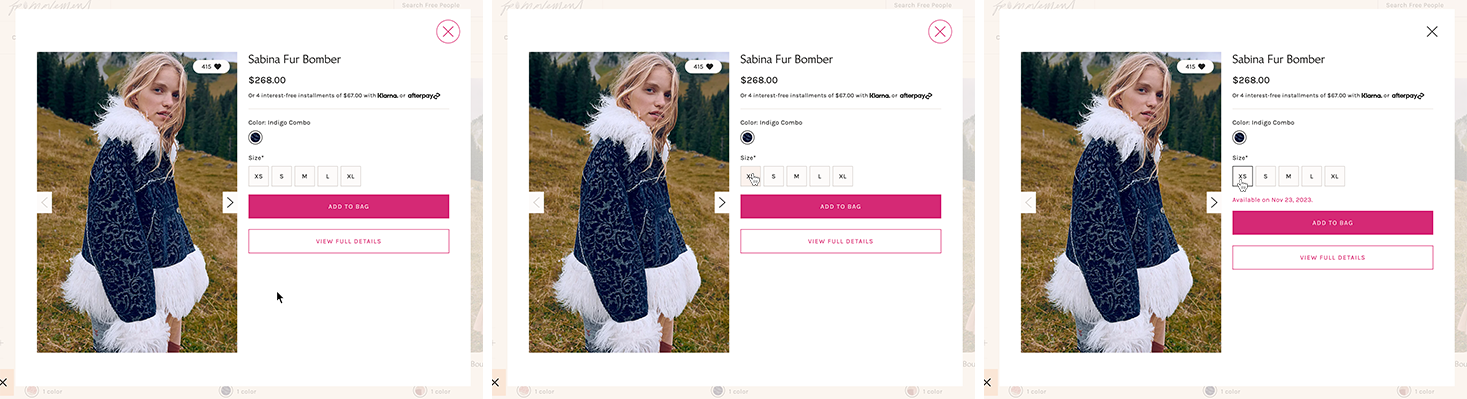 Search Free People
415
Sabina Fur Bomber
$268.00
Or 4 interest-free installments of $67.00 with Klarna. or afterpay
Color: Indigo Combo
Size*
XS S M L XL
ADD TO BAG
VIEW FULL DETAILS
1 color
1 color
1 color
Search Free People
415
Sabina Fur Bomber
$268.00
Or 4 interest-free installments of $67.00 with Klarna. or afterpay
Color: Indigo Combo
Size*
S M L XL
ADD TO BAG
VIEW FULL DETAILS
1 color
1 color
1 color
Search Free People
415
Sabina Fur Bomber
$268.00
Or 4 interest-free installments of $67.00 with Klarna. or afterpay
Color: Indigo Combo
Size*
XS S M L XL
Available on Nov 23, 2023.
ADD TO BAG
VIEW FULL DETAILS
Bou
1 color
1 color
1 color